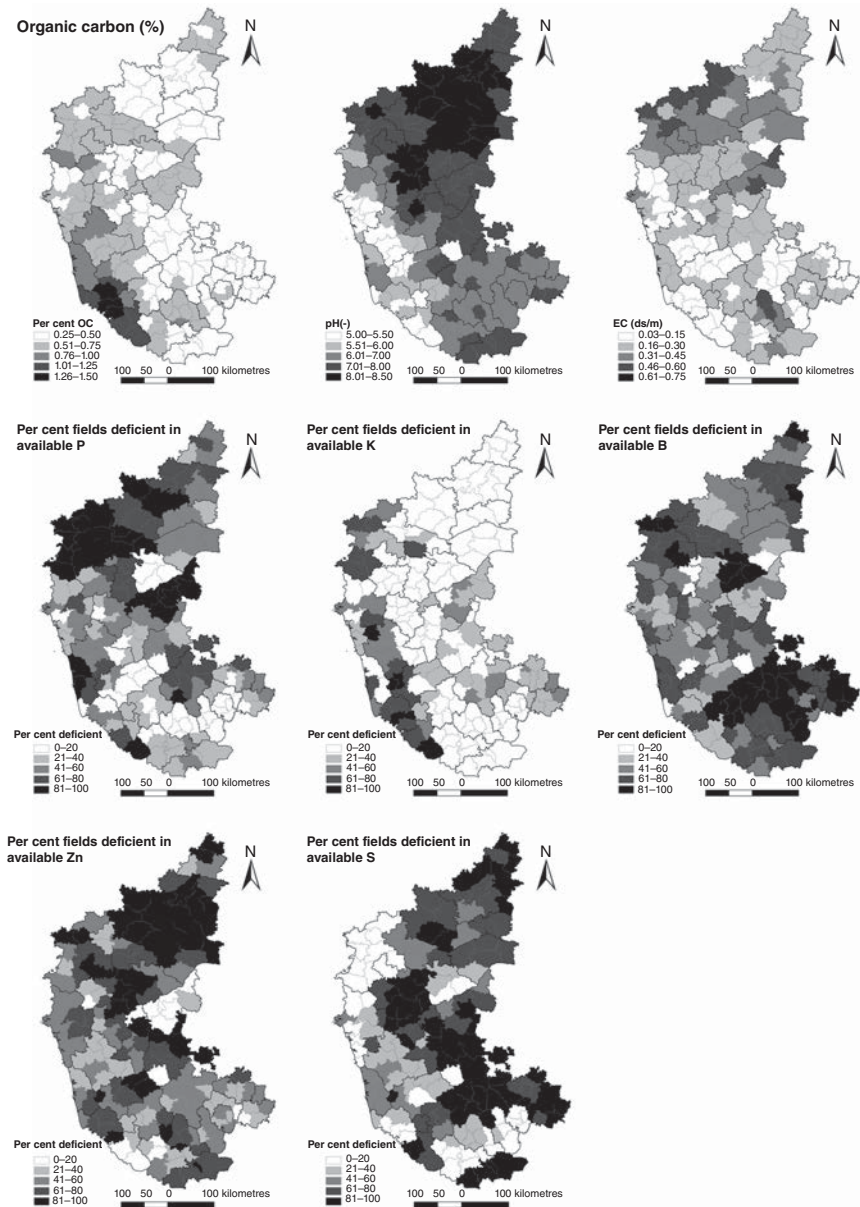 Organic carbon (%)
N
Per cent OC
0.25–0.50
0.51–0.75
0.76–1.00
1.01–1.25
1.26–1.50
100 50 0 100 kilometres
N
pH(-)
5.00–5.50
5.51–6.00
6.01–7.00
7.01–8.00
8.01–8.50
100 50 0 100 kilometres
N
EC (ds/m)
0.03–0.15
0.16–0.30
0.31–0.45
0.46–0.60
0.61–0.75
100 50 0 100 kilometres
Per cent fields deficient in
available P
N
Per cent deficient
0–20
21–40
41–60
61–80
81–100
100 50 0 100 kilometres
Per cent fields deficient in
available K
N
Per cent deficient
0–20
21–40
41–60
61–80
81–100
100 50 0 100 kilometres
Per cent fields deficient in
available B
N
Per cent deficient
0–20
21–40
41–60
61–80
81–100
100 50 0 100 kilometres
Per cent fields deficient in
available Zn
N
Per cent deficient
0–20
21–40
41–60
61–80
81–100
100 50 0 100 kilometres
Per cent fields deficient in
available S
N
Per cent deficient
0–20
21–40
41–60
61–80
81–100
100 50 0 100 kilometres